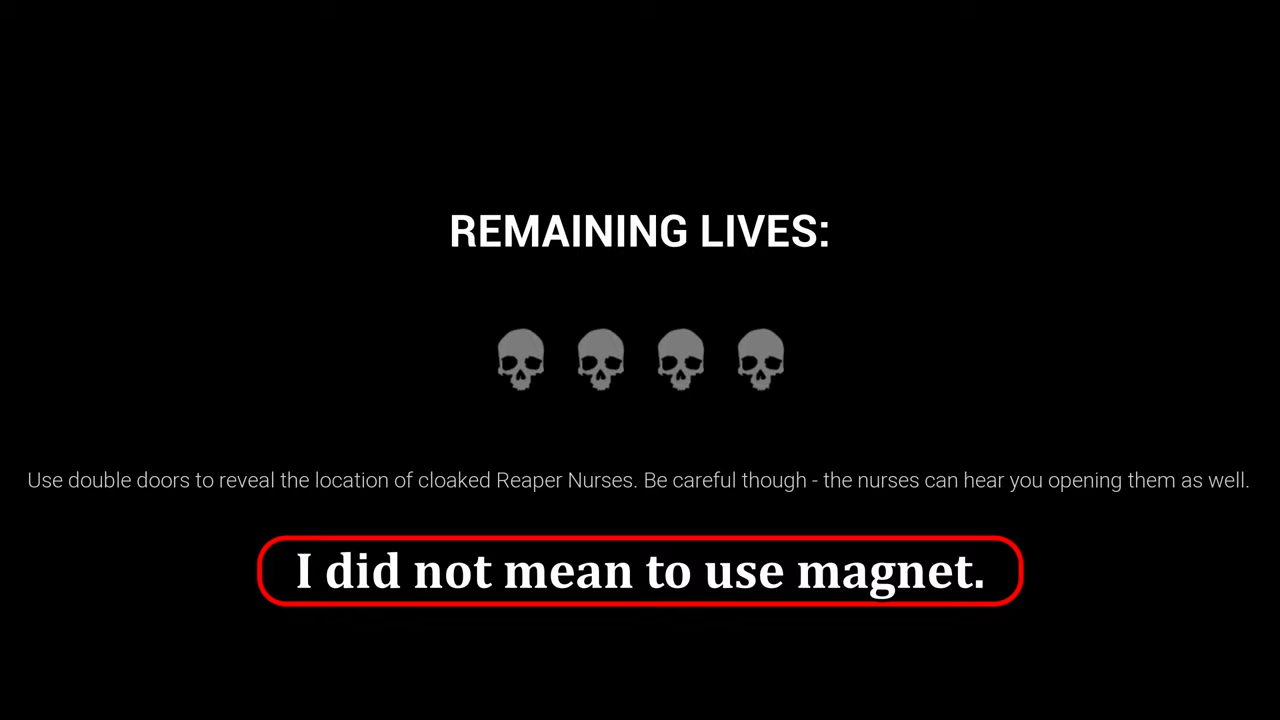 REMAINING LIVES:
Use double doors to reveal the location of cloaked Reaper Nurses. Be careful though - the nurses can hear you opening them as well.
I did not mean to use magnet.